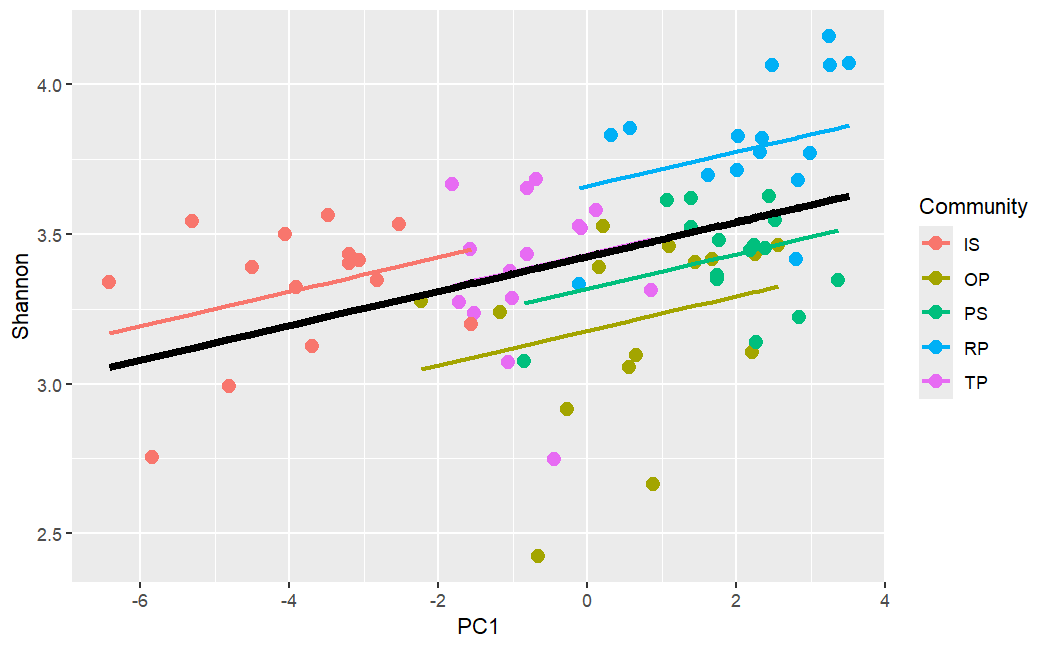 Shannon
4.0
3.5
3.0
2.5
-6
-4
-2
0
2
4
PC1
Community
IS
OP
PS
RP
TP